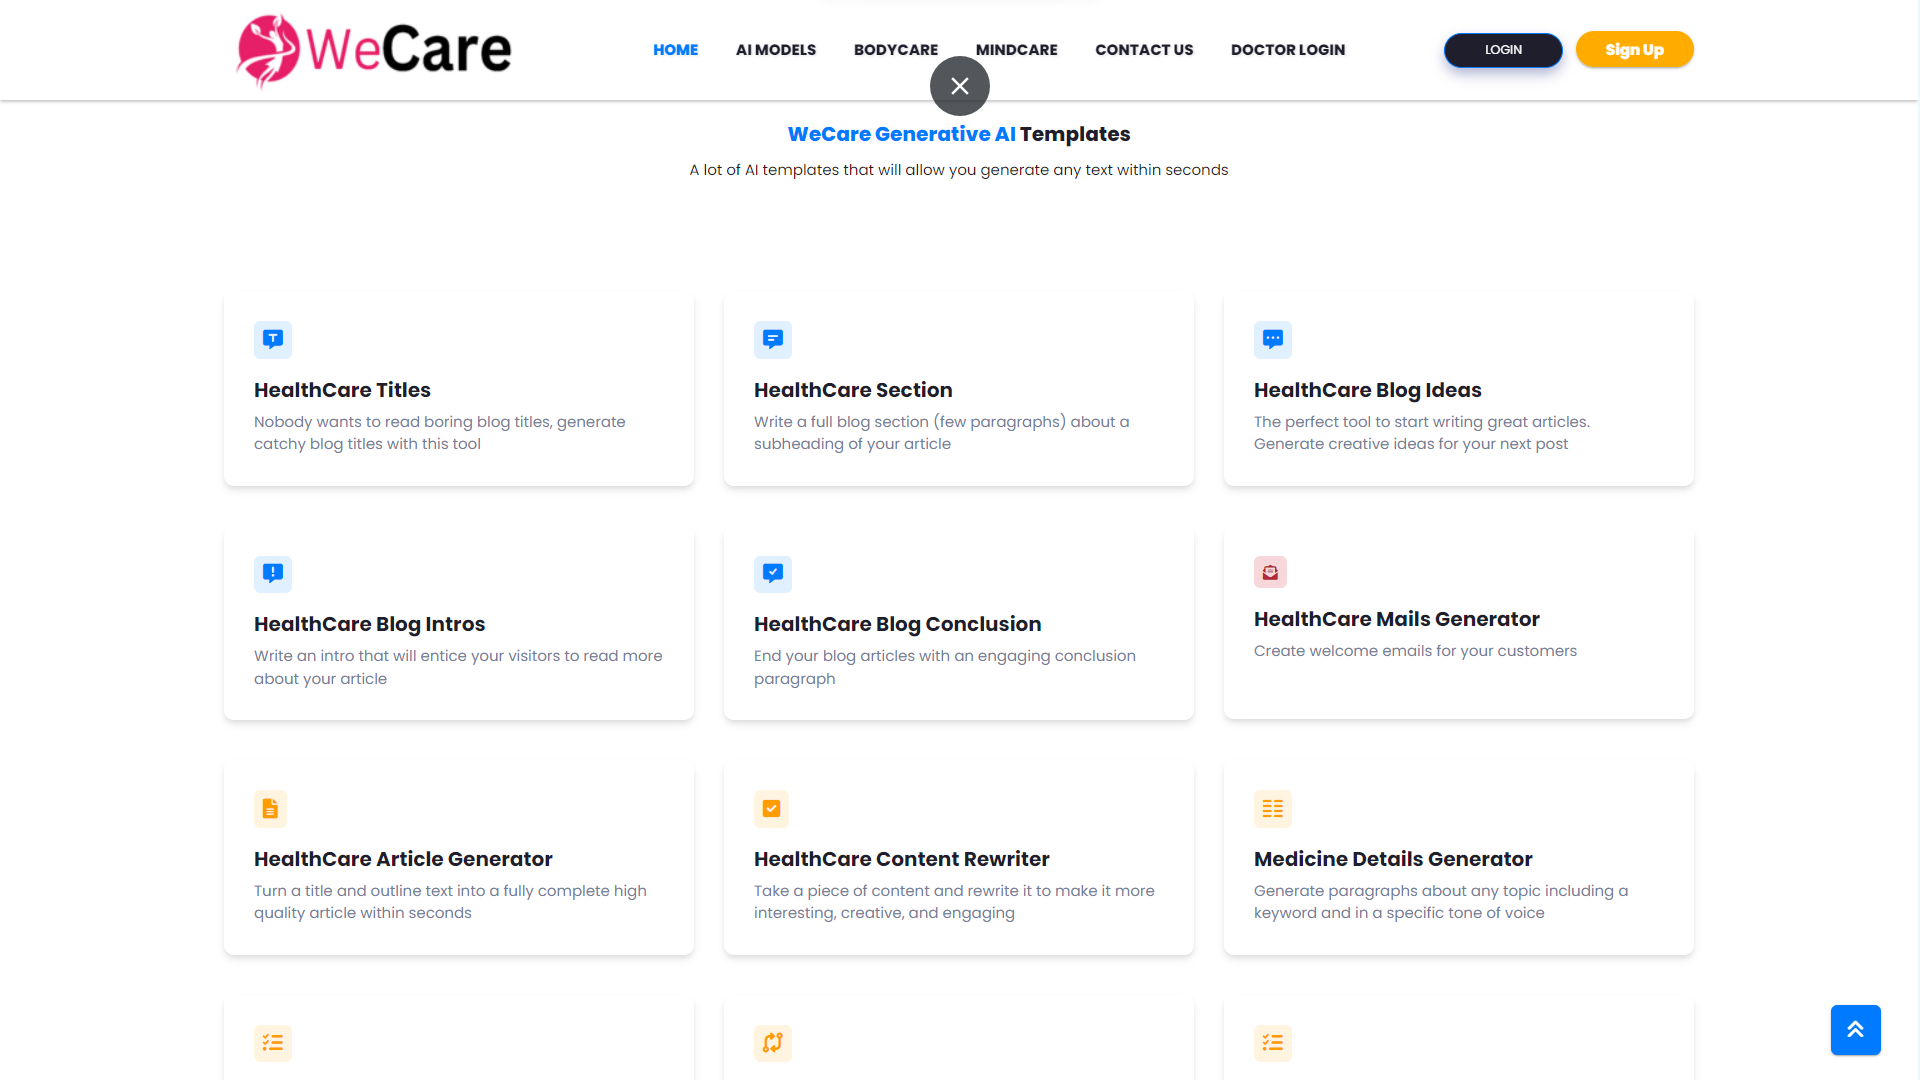 WeCare
HOME AI MODELS BODYCARE MINDCARE CONTACT US DOCTOR LOGIN LOGIN Sign Up
WeCare Generative AI Templates
A lot of AI templates that will allow you generate any text within seconds
HealthCare Titles
Nobody wants to read boring blog titles, generate
catchy blog titles with this tool
HealthCare Section
Write a full blog section (few paragraphs) about a
subheading of your article
HealthCare Blog Ideas
The perfect tool to start writing great articles.
Generate creative ideas for your next post
HealthCare Blog Intros
Write an intro that will entice your visitors to read more
about your article
HealthCare Blog Conclusion
End your blog articles with an engaging conclusion
paragraph
HealthCare Mails Generator
Create welcome emails for your customers
HealthCare Article Generator
Turn a title and outline text into a fully complete high
quality article within seconds
HealthCare Content Rewriter
Take a piece of content and rewrite it to make it more
interesting, creative, and engaging
Medicine Details Generator
Generate paragraphs about any topic including a
keyword and in a specific tone of voice